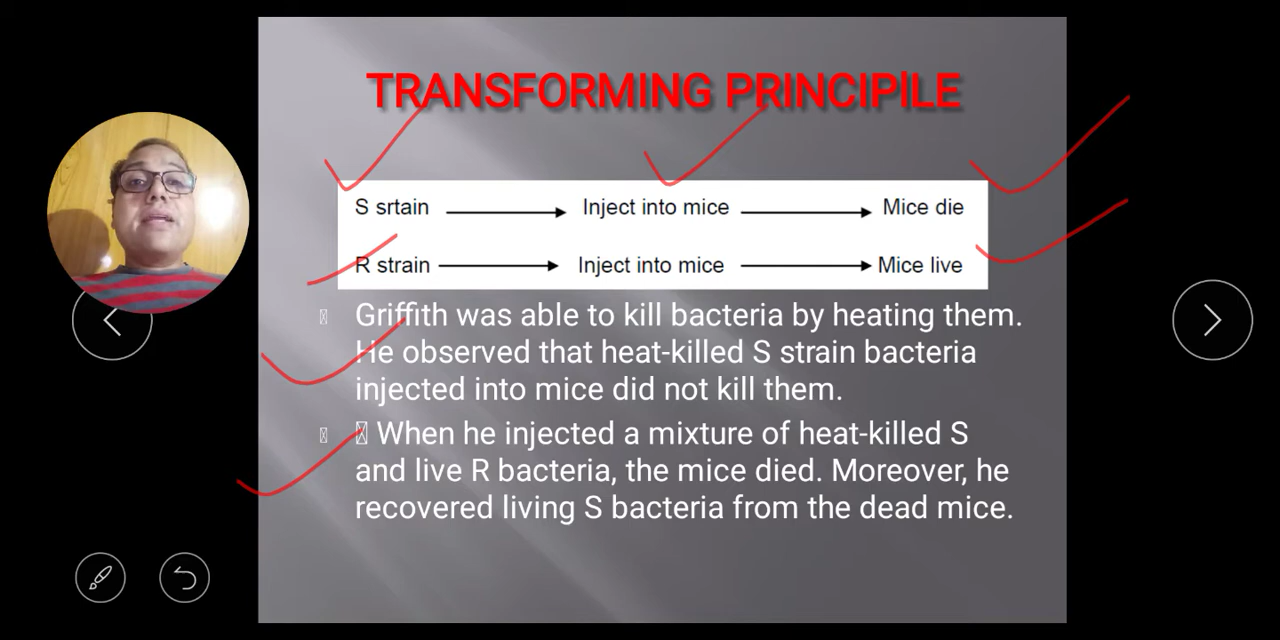 TRANSFORMING PRINCIPILE
S srtain Inject into mice Mice die
R strain Inject into mice Mice live
Griffith was able to kill bacteria by heating them.
He observed that heat-killed S strain bacteria
injected into mice did not kill them.
When he injected a mixture of heat-killed S
and live R bacteria, the mice died. Moreover, he
recovered living S bacteria from the dead mice.